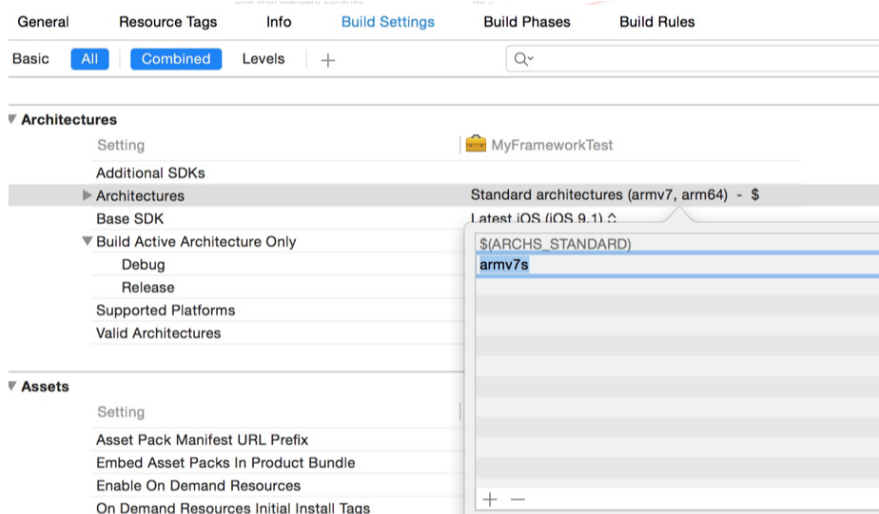 General Resource Tags Info Build Settings Build Phases Build Rules
Basic All Combined Levels +
Architectures
Setting MyFrameworkTest
Additional SDKs
Architectures Standard architectures (armv7, arm64) - $
Base SDK Latest iOS (iOS 9.1)
Build Active Architecture Only $(ARCHS_STANDARD)
Debug armv7s
Release
Supported Platforms
Valid Architectures
Assets
Setting
Asset Pack Manifest URL Prefix
Embed Asset Packs In Product Bundle
Enable On Demand Resources
On Demand Resources Initial Install Tags